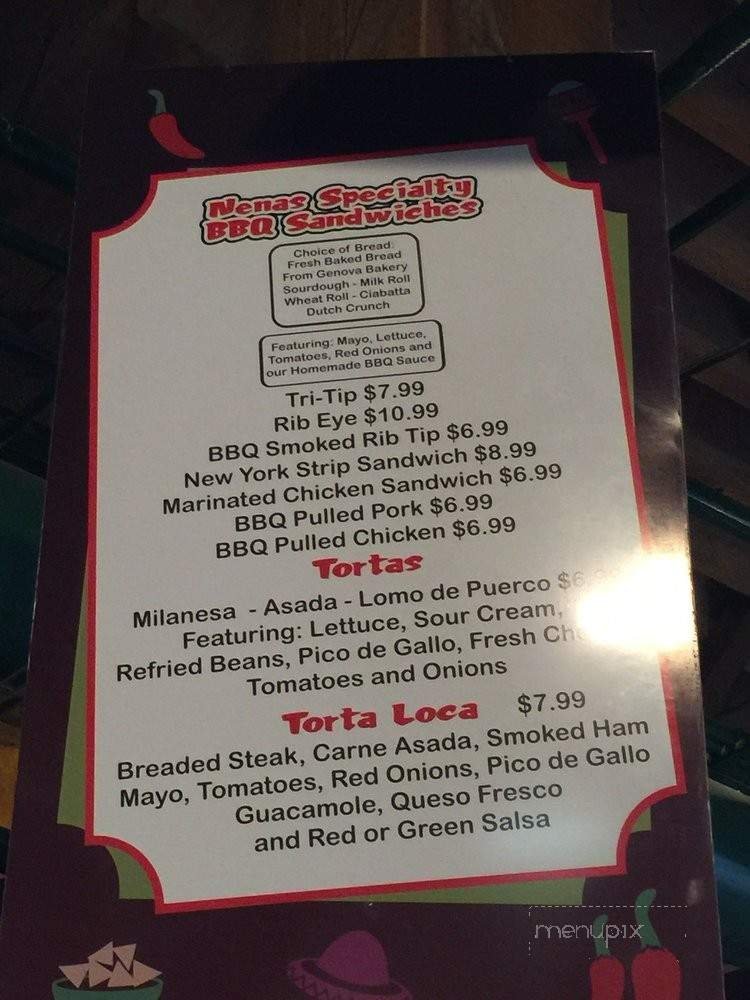 Nenas Specialty
BBQ Sandwiches
Choice of Bread:
Fresh Baked Bread
From Genova Bakery
Sourdough - Milk Roll
Wheat Roll - Ciabatta
Dutch Crunch
Featuring: Mayo, Lettuce,
Tomatoes, Red Onions and
our Homemade BBQ Sauce
Tri-Tip $7.99
Rib Eye $10.99
BBQ Smoked Rib Tip $6.99
New York Strip Sandwich $8.99
Marinated Chicken Sandwich $6.99
BBQ Pulled Pork $6.99
BBQ Pulled Chicken $6.99
Tortas
Milanesa - Asada - Lomo de Puerco
Featuring: Lettuce, Sour Cream,
Refried Beans, Pico de Gallo, Fresh
Tomatoes and Onions
Torta Loca $7.99
Breaded Steak, Carne Asada, Smoked Ham
Mayo, Tomatoes, Red Onions, Pico de Gallo
Guacamole, Queso Fresco
and Red or Green Salsa
menupix